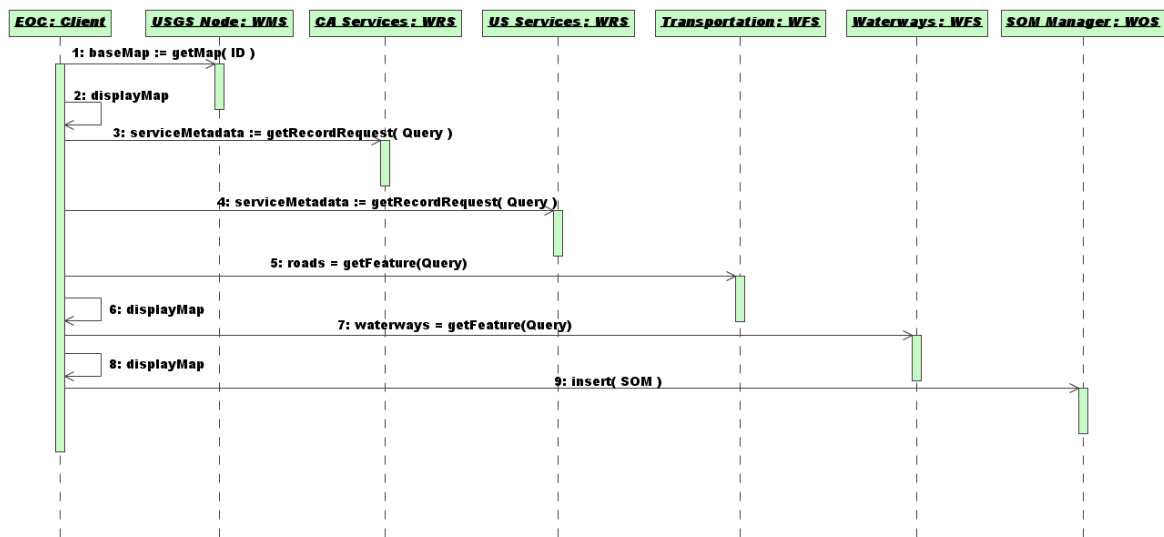 EOC : Client
USGS Node : WMS
CA Services : WRS
US Services : WRS
Transportation : WFS
Waterways : WFS
SOM Manager : WOS
1: baseMap := getMap( ID )
2: displayMap
3: serviceMetadata := getRecordRequest( Query )
4: serviceMetadata := getRecordRequest( Query )
5: roads = getFeature(Query)
6: displayMap
7: waterways = getFeature(Query)
8: displayMap
9: insert( SOM )